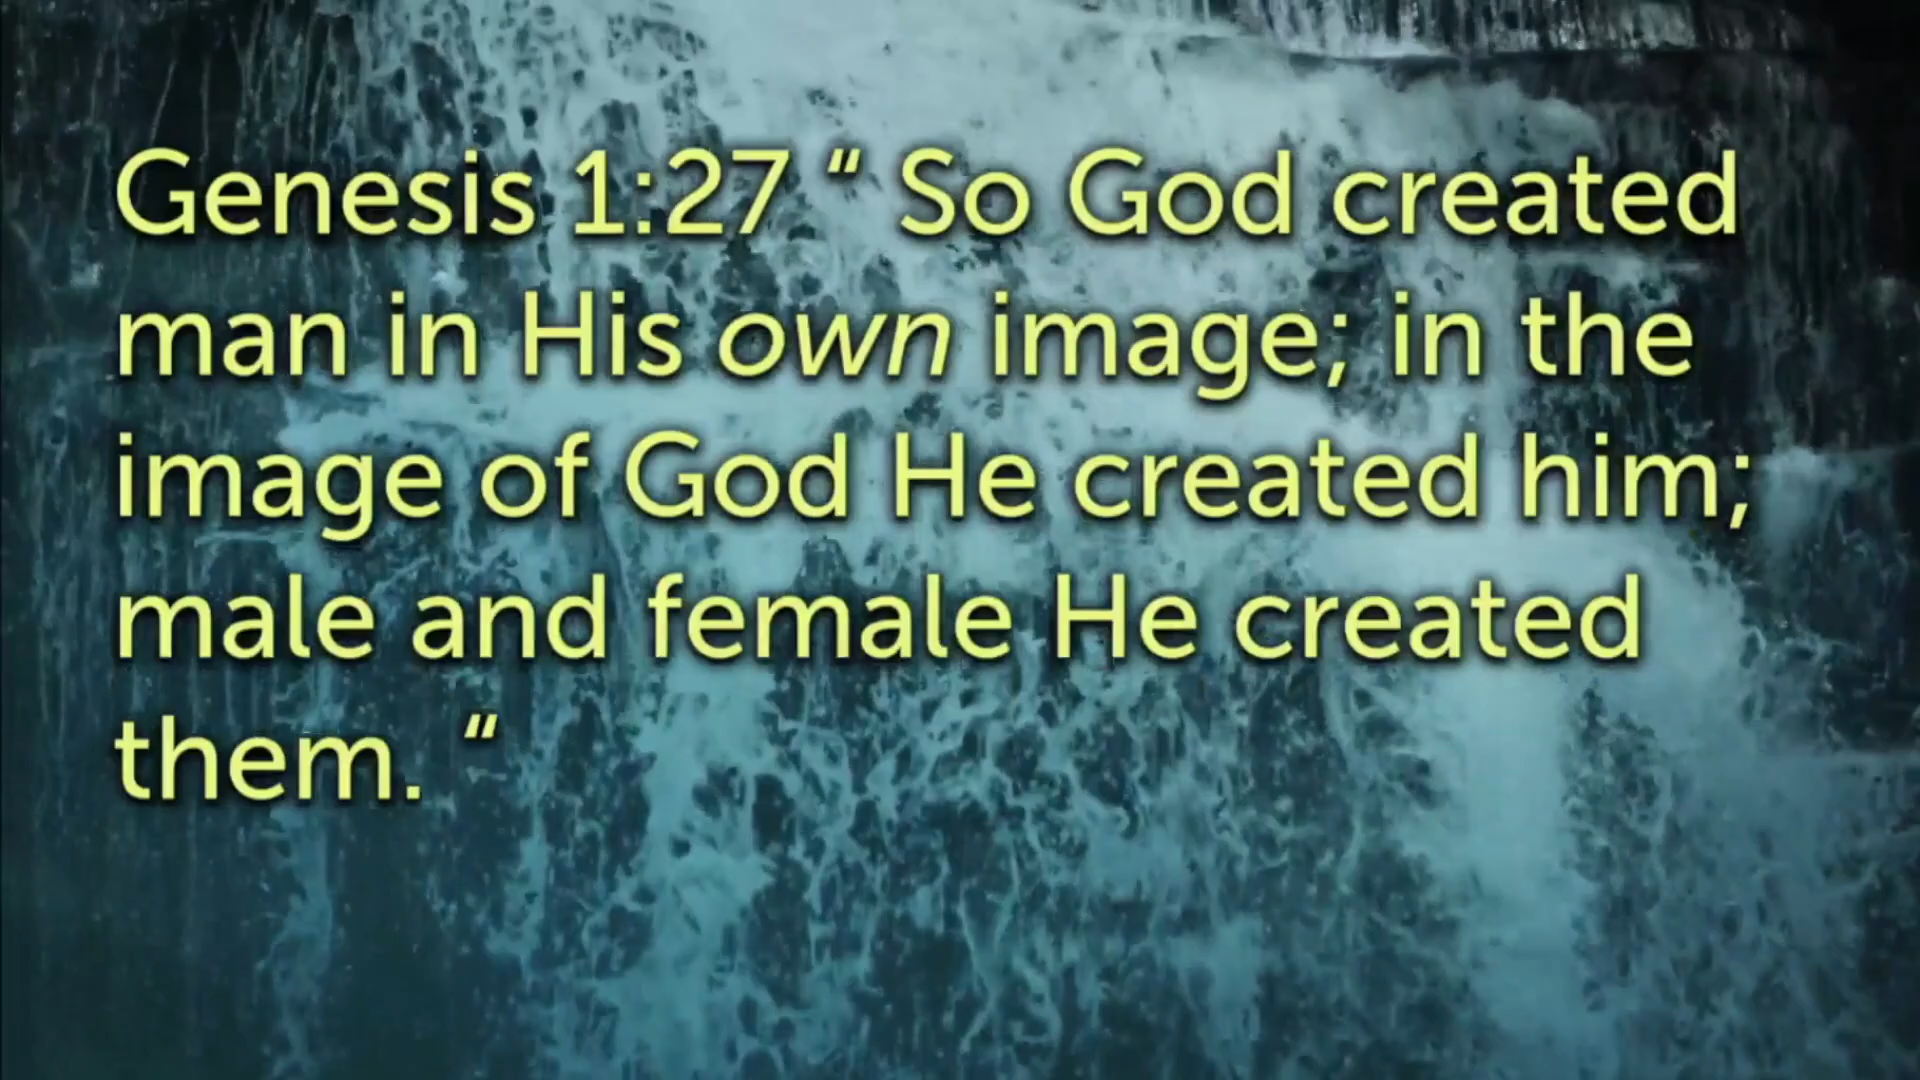 Genesis 1:27 “ So God created
man in His own image; in the
image of God He created him;
male and female He created
them. “